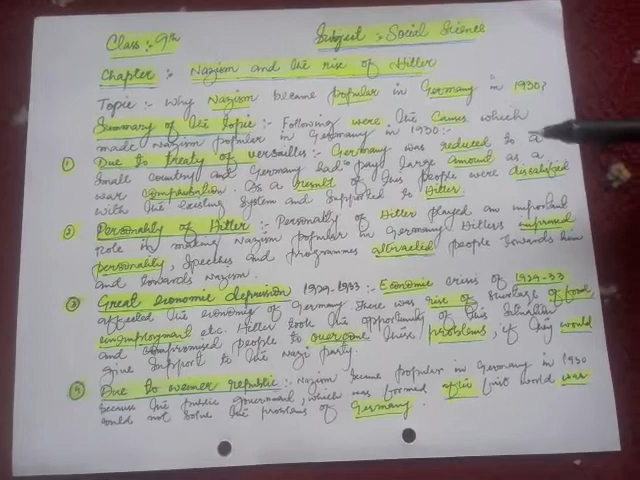 Class :- 9th Subject :- Social Science
Chapter :- Nazism and the rise of Hitler
Topic :- Why Nazism became popular in Germany in 1930?
Summary of the topic :- Following were the causes which
made Nazism popular in Germany in 1930:-
① Due to treaty of versailles :- Germany was reduced to a
small country and Germany had to pay large amount as a
war compensation. As a result of this people were dissatisfied
with the existing system and supported to Hitler.
② Personality of Hitler :- Personality of Hitler played an important
role in making Nazism popular in Germany Hitler's impressed
personality, speeches and programmes attracted people towards him
and towards Nazism.
③ Great economic depression 1929-1933 :- Economic crisis of 1929-33
affected the economy of Germany There was rise of shortage of food,
unemployment etc. Hitler took the opportunity of this situation
and compromised people to overcome these problems, if they would
give support to the Nazi party.
④ Due to weimer republic :- Nazism became popular in Germany in 1930
because the public government, which was formed after first world war
could not solve the problems of Germany.